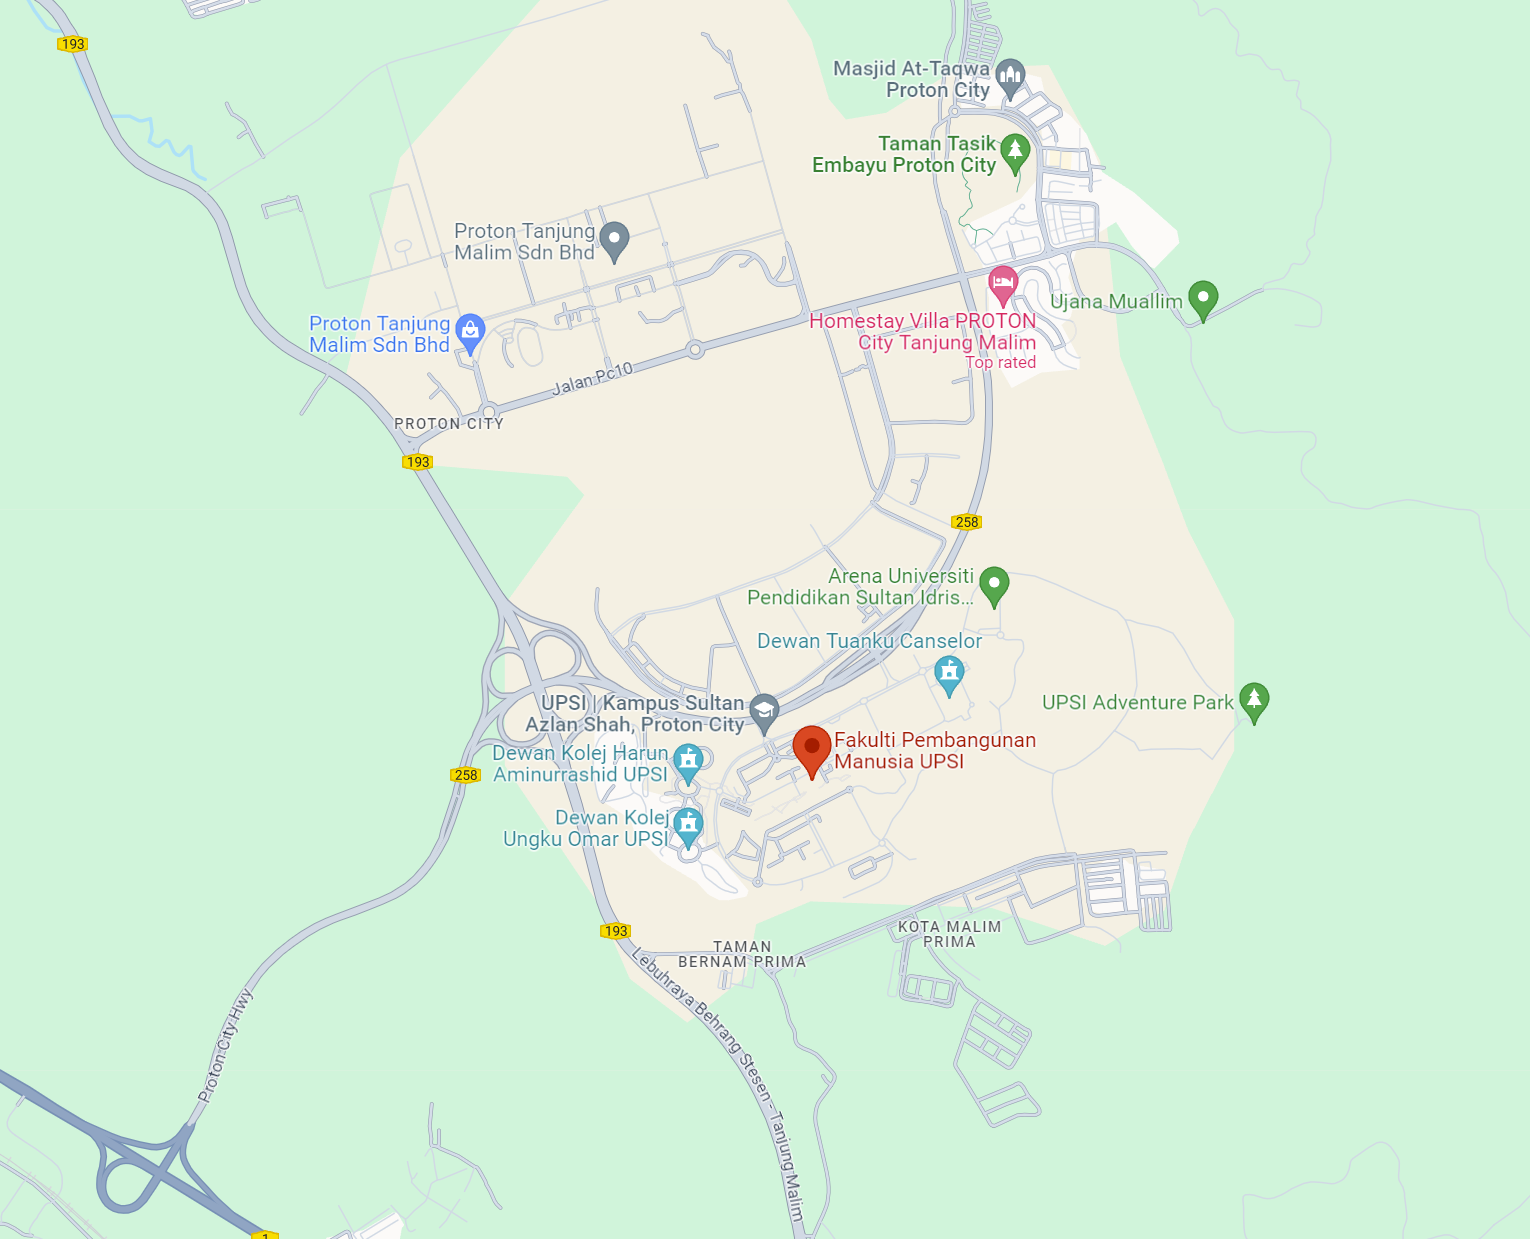 193
Masjid At-Taqwa
Proton City
Taman Tasik
Embayu Proton City
Proton Tanjung
Malim Sdn Bhd
Ujana Muallim
Proton Tanjung
Malim Sdn Bhd
Homestay Villa PROTON
City Tanjung Malim
Top rated
Jalan Pc10
PROTON CITY
193
258
Arena Universiti
Pendidikan Sultan Idris...
Dewan Tuanku Canselor
UPSI | Kampus Sultan
Azlan Shah, Proton City
UPSI Adventure Park
Fakulti Pembangunan
Manusia UPSI
Dewan Kolej Harun
Aminurrashid UPSI
258
Dewan Kolej
Ungku Omar UPSI
193
KOTA MALIM
PRIMA
TAMAN
BERNAM PRIMA
Lebuhraya Behrang Stesen - Tanjung Malim
Proton City Hwy
1